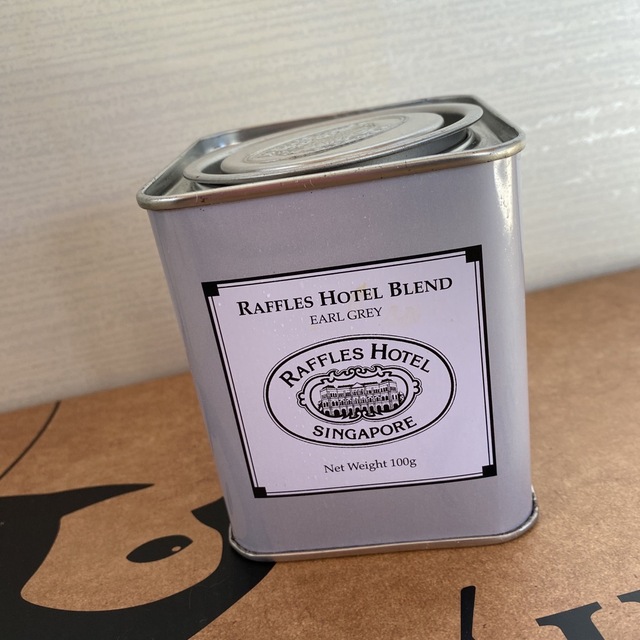 RAFFLES HOTEL BLEND
EARL GREY
RAFFLES HOTEL
SINGAPORE
Net Weight 100g